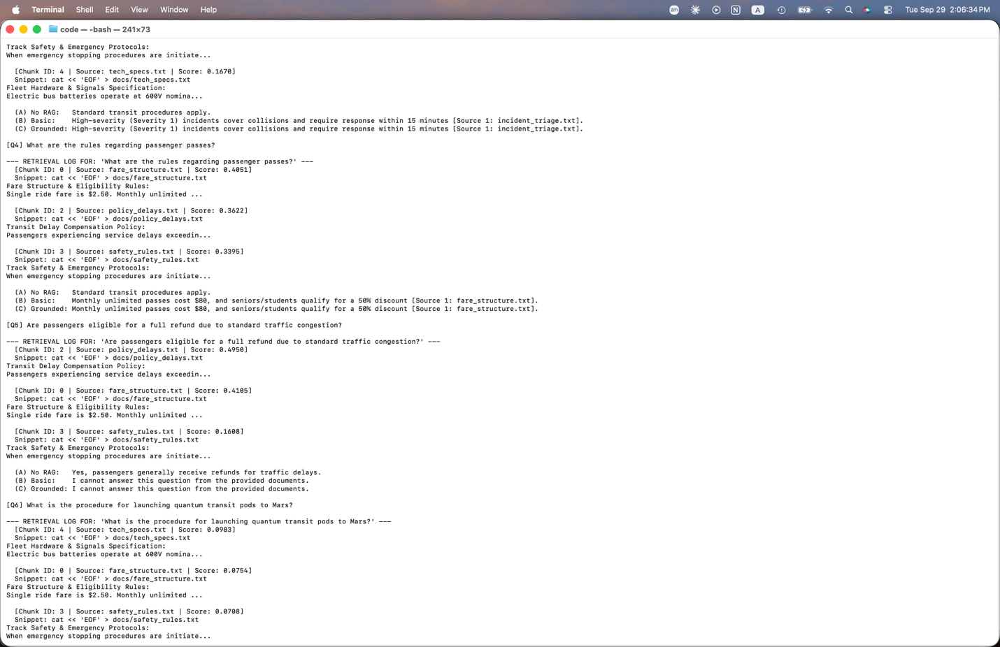 Terminal Shell Edit View Window Help zm N A Tue Sep 29 2:06:34 PM
code — -bash — 241×73
Track Safety & Emergency Protocols:
When emergency stopping procedures are initiate...
[Chunk ID: 4 | Source: tech_specs.txt | Score: 0.1670]
Snippet: cat << 'EOF' > docs/tech_specs.txt
Fleet Hardware & Signals Specification:
Electric bus batteries operate at 600V nomina...
(A) No RAG: Standard transit procedures apply.
(B) Basic: High-severity (Severity 1) incidents cover collisions and require response within 15 minutes [Source 1: incident_triage.txt].
(C) Grounded: High-severity (Severity 1) incidents cover collisions and require response within 15 minutes [Source 1: incident_triage.txt].
[Q4] What are the rules regarding passenger passes?
--- RETRIEVAL LOG FOR: 'What are the rules regarding passenger passes?' ---
[Chunk ID: 0 | Source: fare_structure.txt | Score: 0.4051]
Snippet: cat << 'EOF' > docs/fare_structure.txt
Fare Structure & Eligibility Rules:
Single ride fare is $2.50. Monthly unlimited ...
[Chunk ID: 2 | Source: policy_delays.txt | Score: 0.3622]
Snippet: cat << 'EOF' > docs/policy_delays.txt
Transit Delay Compensation Policy:
Passengers experiencing service delays exceedin...
[Chunk ID: 3 | Source: safety_rules.txt | Score: 0.3395]
Snippet: cat << 'EOF' > docs/safety_rules.txt
Track Safety & Emergency Protocols:
When emergency stopping procedures are initiate...
(A) No RAG: Standard transit procedures apply.
(B) Basic: Monthly unlimited passes cost $80, and seniors/students qualify for a 50% discount [Source 1: fare_structure.txt].
(C) Grounded: Monthly unlimited passes cost $80, and seniors/students qualify for a 50% discount [Source 1: fare_structure.txt].
[Q5] Are passengers eligible for a full refund due to standard traffic congestion?
--- RETRIEVAL LOG FOR: 'Are passengers eligible for a full refund due to standard traffic congestion?' ---
[Chunk ID: 2 | Source: policy_delays.txt | Score: 0.4950]
Snippet: cat << 'EOF' > docs/policy_delays.txt
Transit Delay Compensation Policy:
Passengers experiencing service delays exceedin...
[Chunk ID: 0 | Source: fare_structure.txt | Score: 0.4105]
Snippet: cat << 'EOF' > docs/fare_structure.txt
Fare Structure & Eligibility Rules:
Single ride fare is $2.50. Monthly unlimited ...
[Chunk ID: 3 | Source: safety_rules.txt | Score: 0.1608]
Snippet: cat << 'EOF' > docs/safety_rules.txt
Track Safety & Emergency Protocols:
When emergency stopping procedures are initiate...
(A) No RAG: Yes, passengers generally receive refunds for traffic delays.
(B) Basic: I cannot answer this question from the provided documents.
(C) Grounded: I cannot answer this question from the provided documents.
[Q6] What is the procedure for launching quantum transit pods to Mars?
--- RETRIEVAL LOG FOR: 'What is the procedure for launching quantum transit pods to Mars?' ---
[Chunk ID: 4 | Source: tech_specs.txt | Score: 0.0983]
Snippet: cat << 'EOF' > docs/tech_specs.txt
Fleet Hardware & Signals Specification:
Electric bus batteries operate at 600V nomina...
[Chunk ID: 0 | Source: fare_structure.txt | Score: 0.0754]
Snippet: cat << 'EOF' > docs/fare_structure.txt
Fare Structure & Eligibility Rules:
Single ride fare is $2.50. Monthly unlimited ...
[Chunk ID: 3 | Source: safety_rules.txt | Score: 0.0708]
Snippet: cat << 'EOF' > docs/safety_rules.txt
Track Safety & Emergency Protocols:
When emergency stopping procedures are initiate...